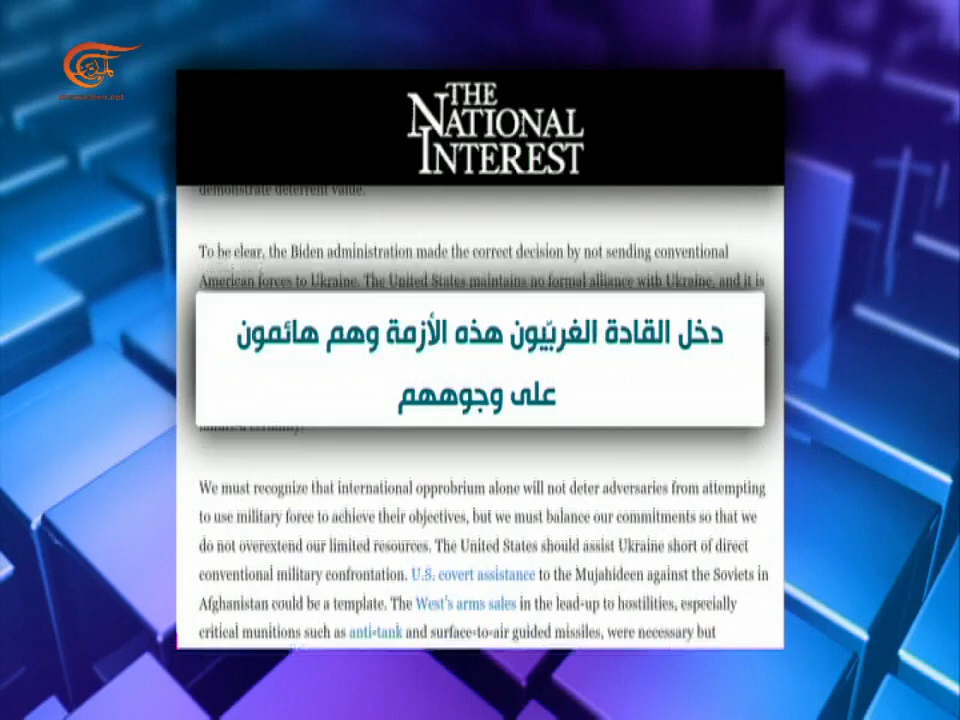 THE
NATIONAL
INTEREST
demonstrate deterrent value.
To be clear, the Biden administration made the correct decision by not sending conventional
American forces to Ukraine. The United States maintains no formal alliance with Ukraine, and it is
دخل القادة الغربيّون هذه الأزمة وهم هائمون
على وجوههم
We must recognize that international opprobrium alone will not deter adversaries from attempting
to use military force to achieve their objectives, but we must balance our commitments so that we
do not overextend our limited resources. The United States should assist Ukraine short of direct
conventional military confrontation. U.S. covert assistance to the Mujahideen against the Soviets in
Afghanistan could be a template. The West's arms sales in the lead-up to hostilities, especially
critical munitions such as anti-tank and surface-to-air guided missiles, were necessary but